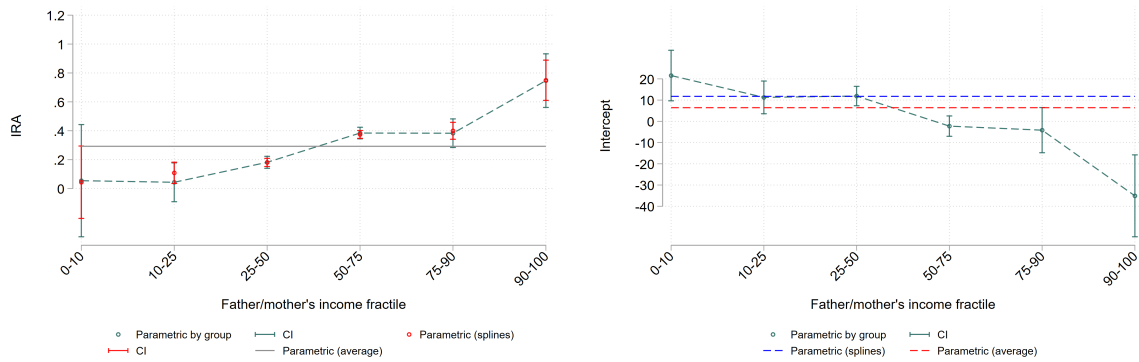 1.2
1
.8
.6
.4
.2
0
IRA
0-10
10-25
25-50
50-75
75-90
90-100
Father/mother's income fractile
Parametric by group
CI
Parametric (splines)
CI
Parametric (average)
20
10
0
-10
-20
-30
-40
Intercept
0-10
10-25
25-50
50-75
75-90
90-100
Father/mother's income fractile
Parametric by group
CI
Parametric (splines)
Parametric (average)